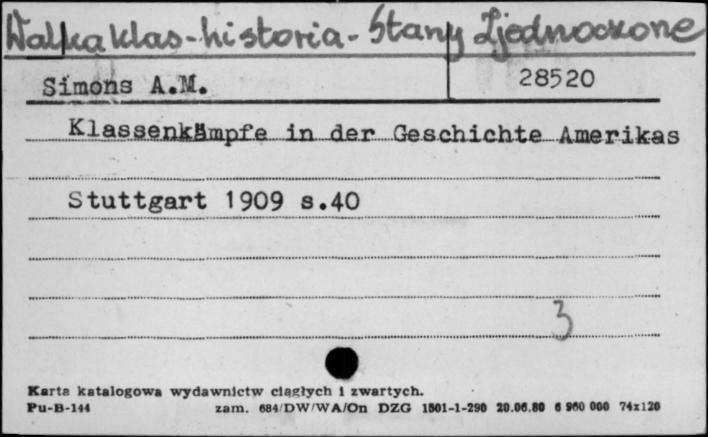 Walka klas - historia - Stany Zjednoczone
Simons A.M.
28520
Klassenkämpfe in der Geschichte Amerikas
Stuttgart 1909 s.40
3
Karta katalogowa wydawnictw ciągłych i zwartych.
Pu-B-144 zam. 684/DW/WA/On DZG 1501-1-290 20.06.80 6 960 000 74x120